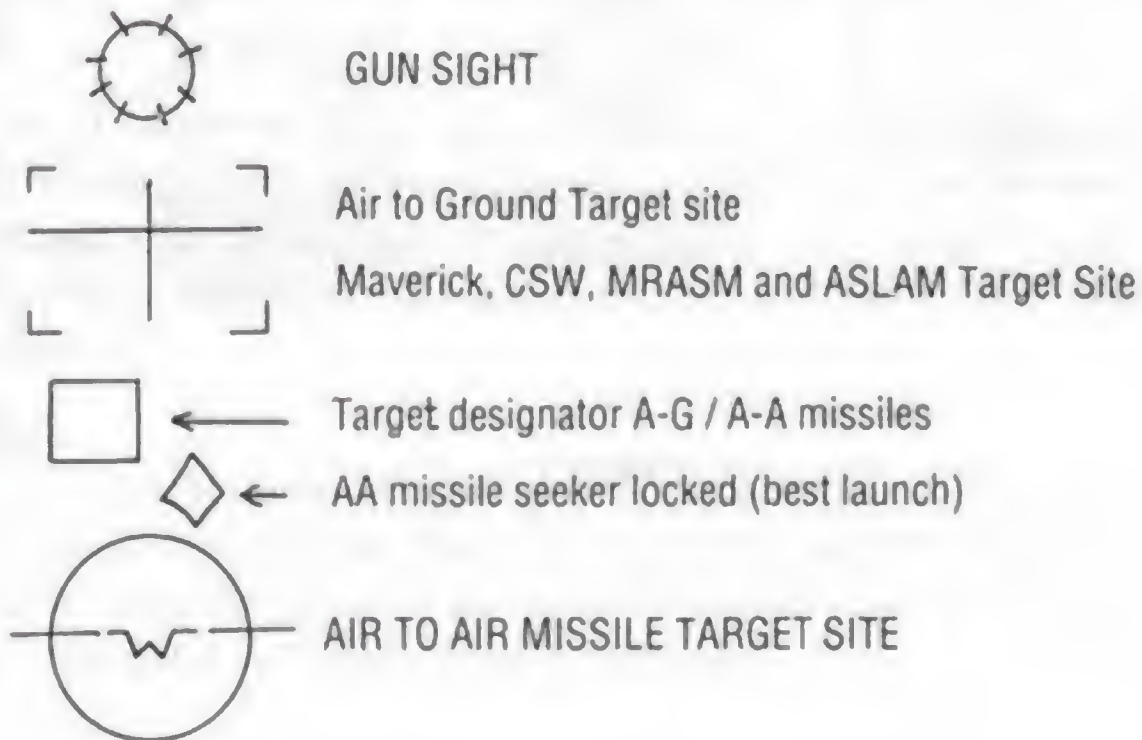 GUN SIGHT
Air to Ground Target site
Maverick, CSW, MRASM and ASLAM Target Site
Target designator A-G / A-A missiles
AA missile seeker locked (best launch)
AIR TO AIR MISSILE TARGET SITE